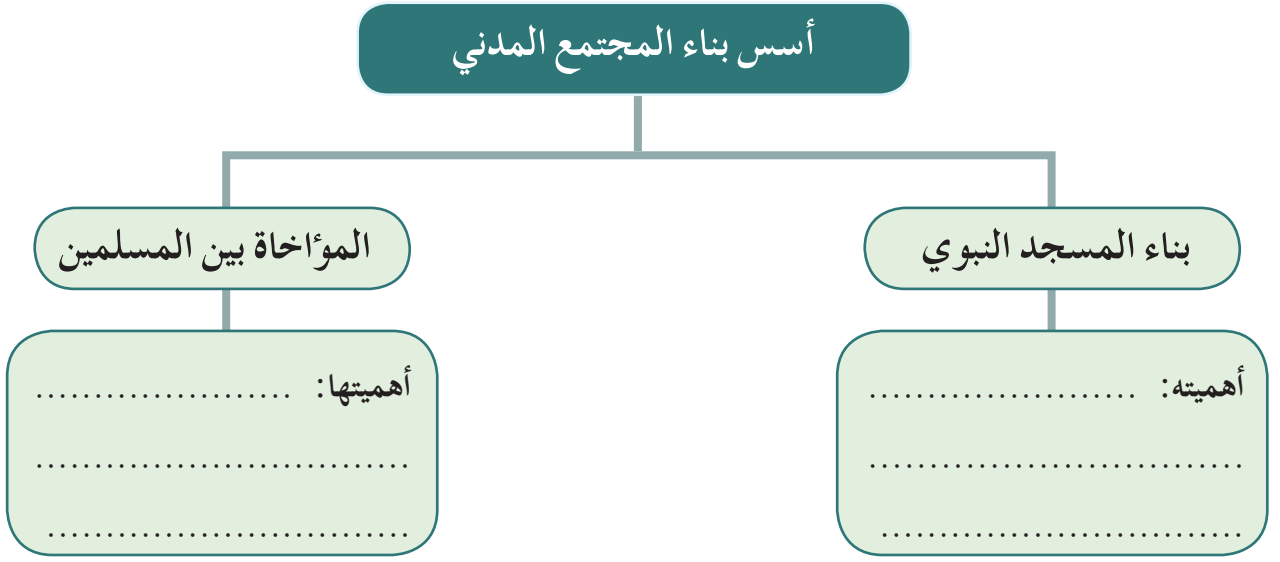 أسس بناء المجتمع المدني
بناء المسجد النبوي
المؤاخاة بين المسلمين
أهميته: .......................
................................
...............................
أهميتها: ......................
................................
...............................